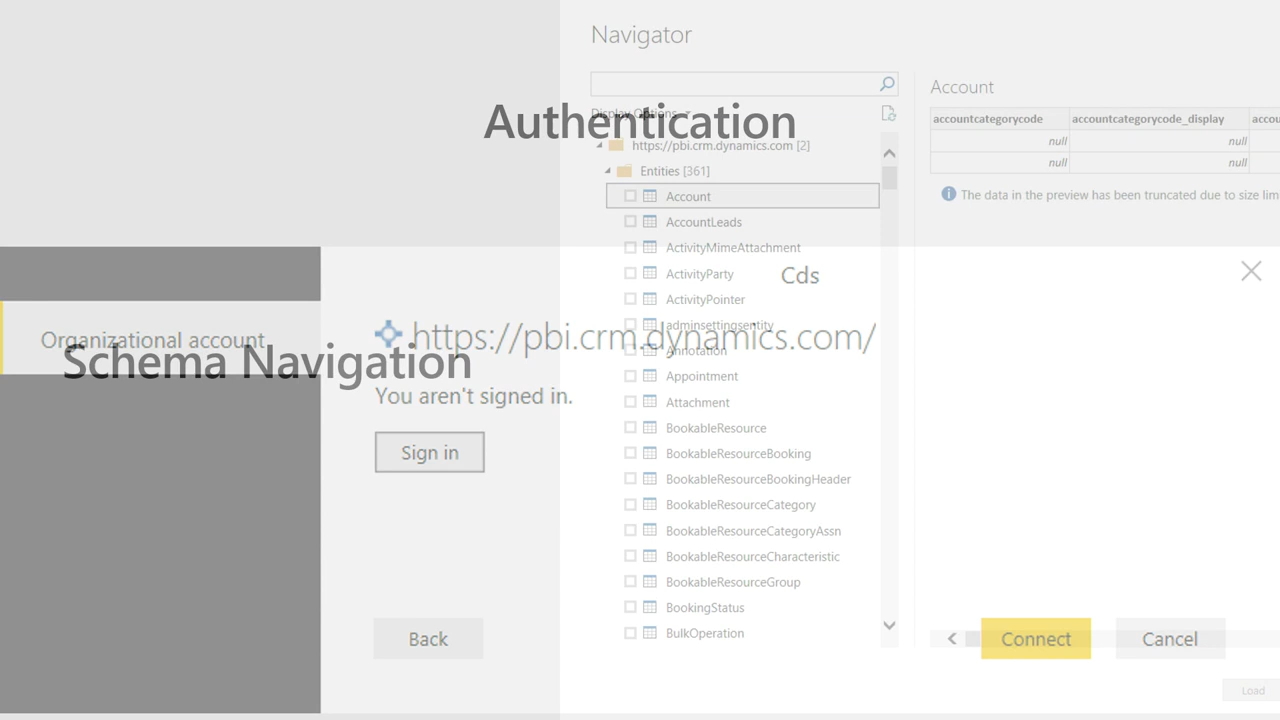 Navigator
Display Options
Authentication
https://pbi.crm.dynamics.com [2]
Entities [361]
Account
AccountLeads
ActivityMimeAttachment
ActivityParty
ActivityPointer
adminsettingsentity
Annotation
Appointment
Attachment
BookableResource
BookableResourceBooking
BookableResourceBookingHeader
BookableResourceCategory
BookableResourceCategoryAssn
BookableResourceCharacteristic
BookableResourceGroup
BookingStatus
BulkOperation
Account
accountcategorycode accountcategorycode_display
null null
null null
The data in the preview has been truncated due to size
Cds
Organizational account
Schema Navigation
https://pbi.crm.dynamics.com/
You aren't signed in.
Sign in
Back
Connect
Cancel
Load